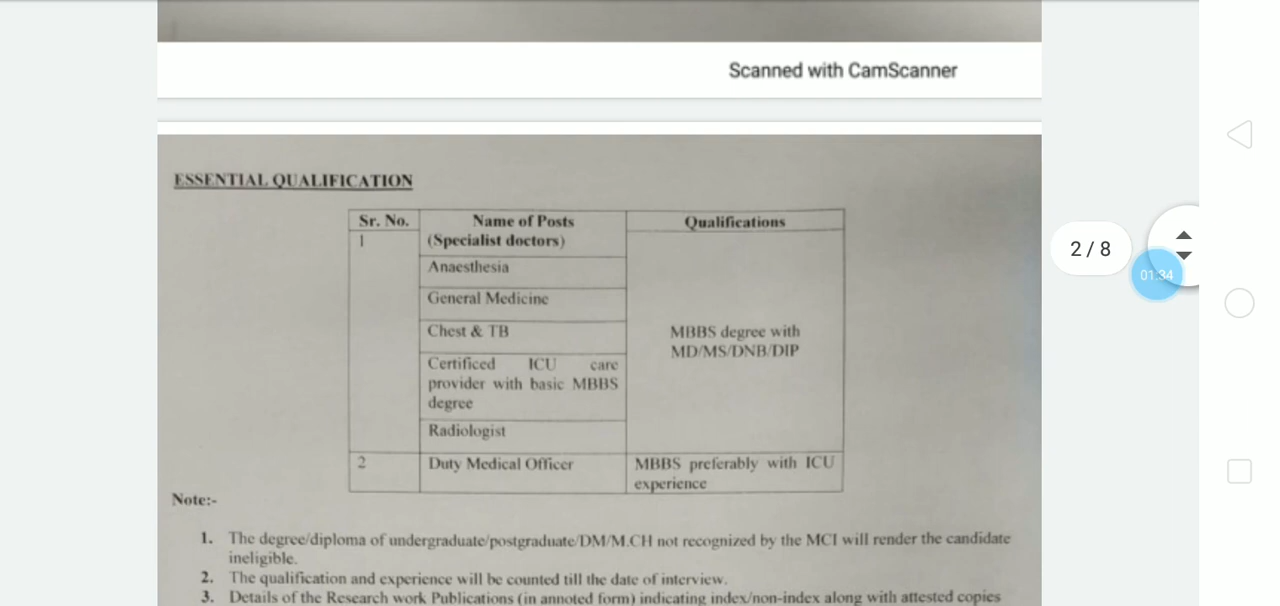 Scanned with CamScanner
ESSENTIAL QUALIFICATION
Sr. No. Name of Posts Qualifications
1 (Specialist doctors)
Anaesthesia
General Medicine
Chest & TB
MBBS degree with
MD/MS/DNB/DIP
Certificed ICU care
provider with basic MBBS
degree
Radiologist
2 Duty Medical Officer MBBS preferably with ICU
experience
Note:-
1. The degree/diploma of undergraduate/postgraduate/DM/M.CH not recognized by the MCI will render the candidate
ineligible.
2. The qualification and experience will be counted till the date of interview.
3. Details of the Research work Publications (in annoted form) indicating index/non-index along with attested copies
2 / 8
01:34